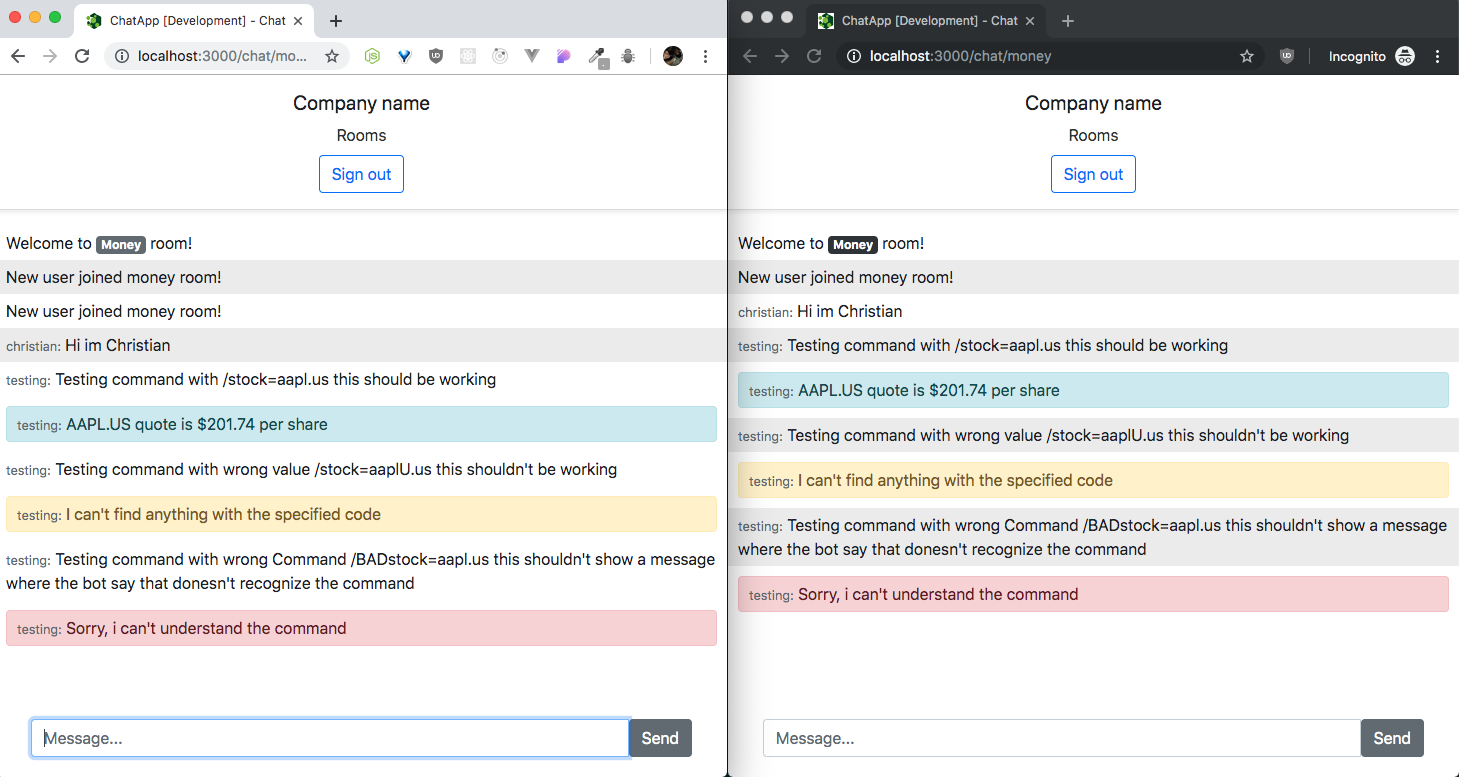 ChatApp [Development] - Chat
localhost:3000/chat/mo...
Company name
Rooms
Sign out
Welcome to Money room!
New user joined money room!
New user joined money room!
christian: Hi im Christian
testing: Testing command with /stock=aapl.us this should be working
testing: AAPL.US quote is $201.74 per share
testing: Testing command with wrong value /stock=aaplU.us this shouldn't be working
testing: I can't find anything with the specified code
testing: Testing command with wrong Command /BADstock=aapl.us this shouldn't show a message
where the bot say that donesn't recognize the command
testing: Sorry, i can't understand the command
Message...
Send
ChatApp [Development] - Chat
localhost:3000/chat/money
Incognito
Company name
Rooms
Sign out
Welcome to Money room!
New user joined money room!
christian: Hi im Christian
testing: Testing command with /stock=aapl.us this should be working
testing: AAPL.US quote is $201.74 per share
testing: Testing command with wrong value /stock=aaplU.us this shouldn't be working
testing: I can't find anything with the specified code
testing: Testing command with wrong Command /BADstock=aapl.us this shouldn't show a message
where the bot say that donesn't recognize the command
testing: Sorry, i can't understand the command
Message...
Send